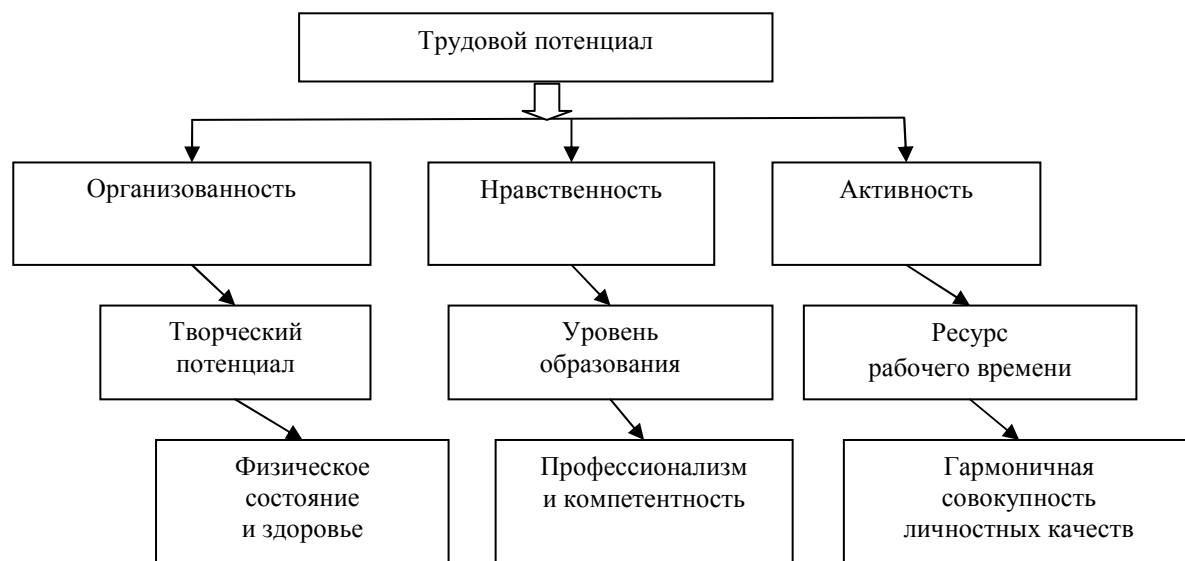 Трудовой потенциал
Организованность
Нравственность
Активность
Творческий
потенциал
Уровень
образования
Ресурс
рабочего времени
Физическое
состояние
и здоровье
Профессионализм
и компетентность
Гармоничная
совокупность
личностных качеств